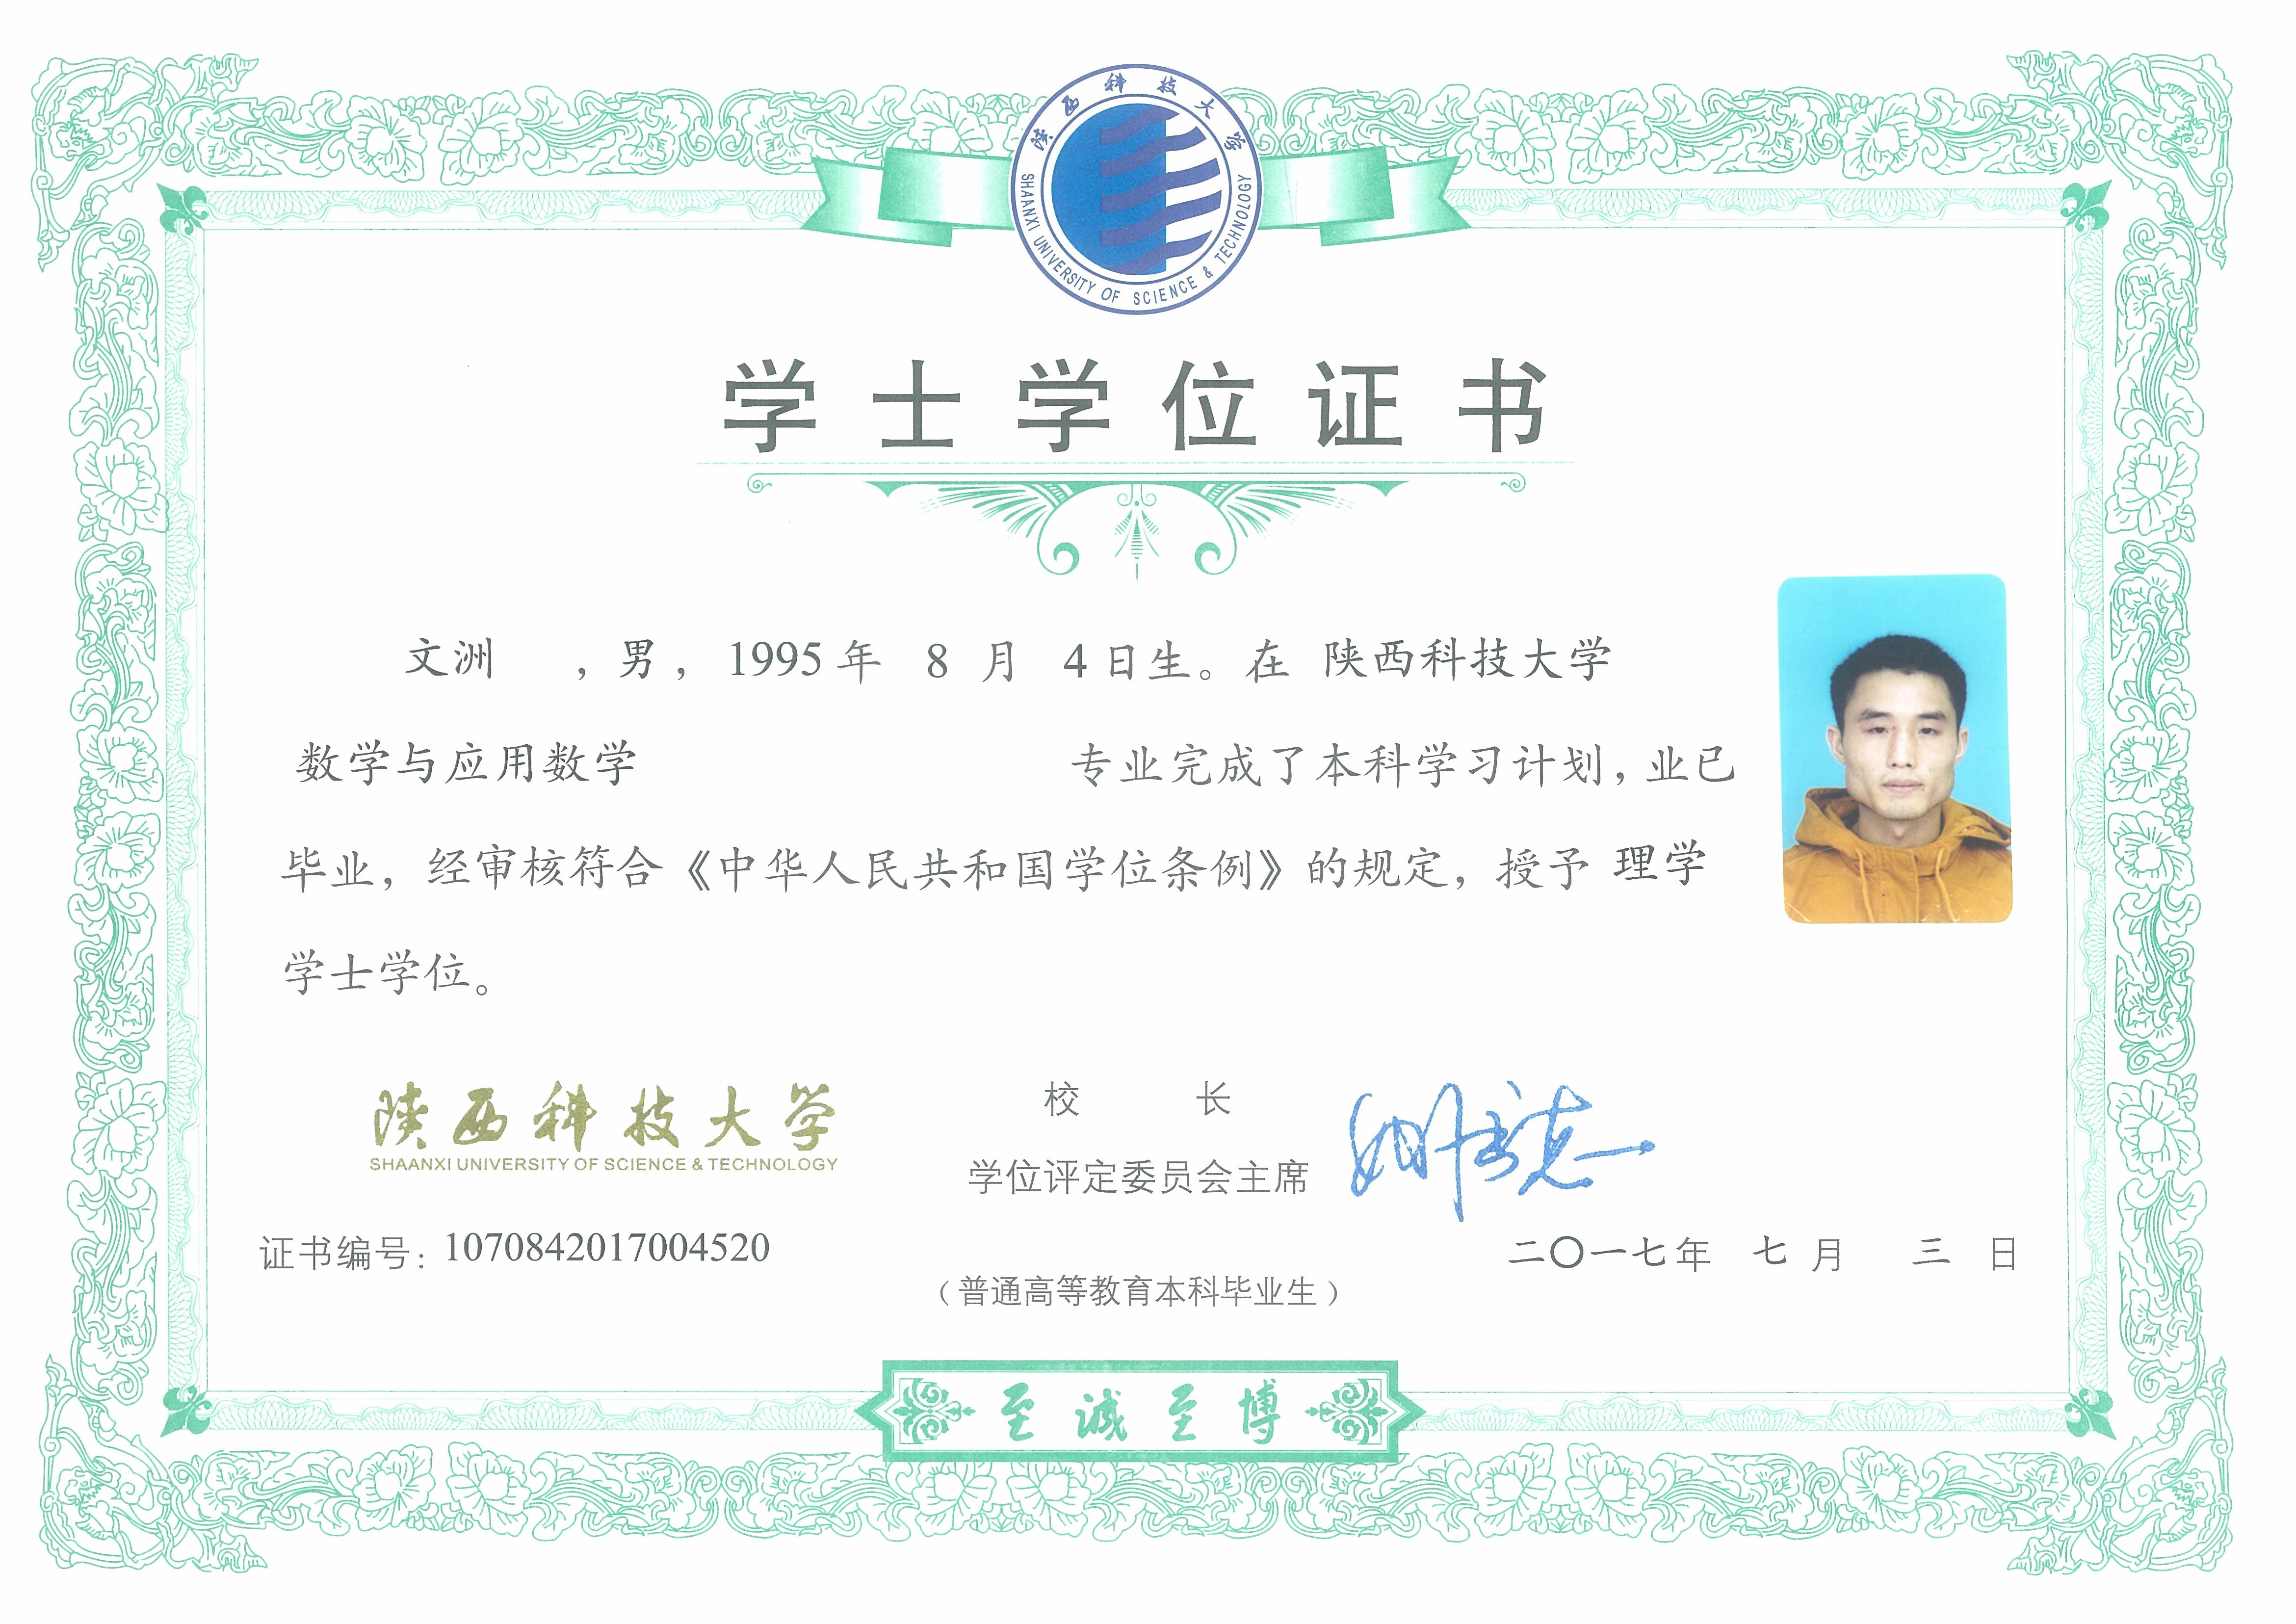 陕西科技大学
SHAANXI UNIVERSITY OF SCIENCE & TECHNOLOGY
学士学位证书
文洲 ，男，1995年 8 月 4日生。在 陕西科技大学
数学与应用数学 专业完成了本科学习计划，业已
毕业，经审核符合《中华人民共和国学位条例》的规定，授予 理学
学士学位。
陕西科技大学
SHAANXI UNIVERSITY OF SCIENCE & TECHNOLOGY
校 长
学位评定委员会主席
证书编号：1070842017004520
二〇一七年 七 月 三 日
（普通高等教育本科毕业生）
至诚至博